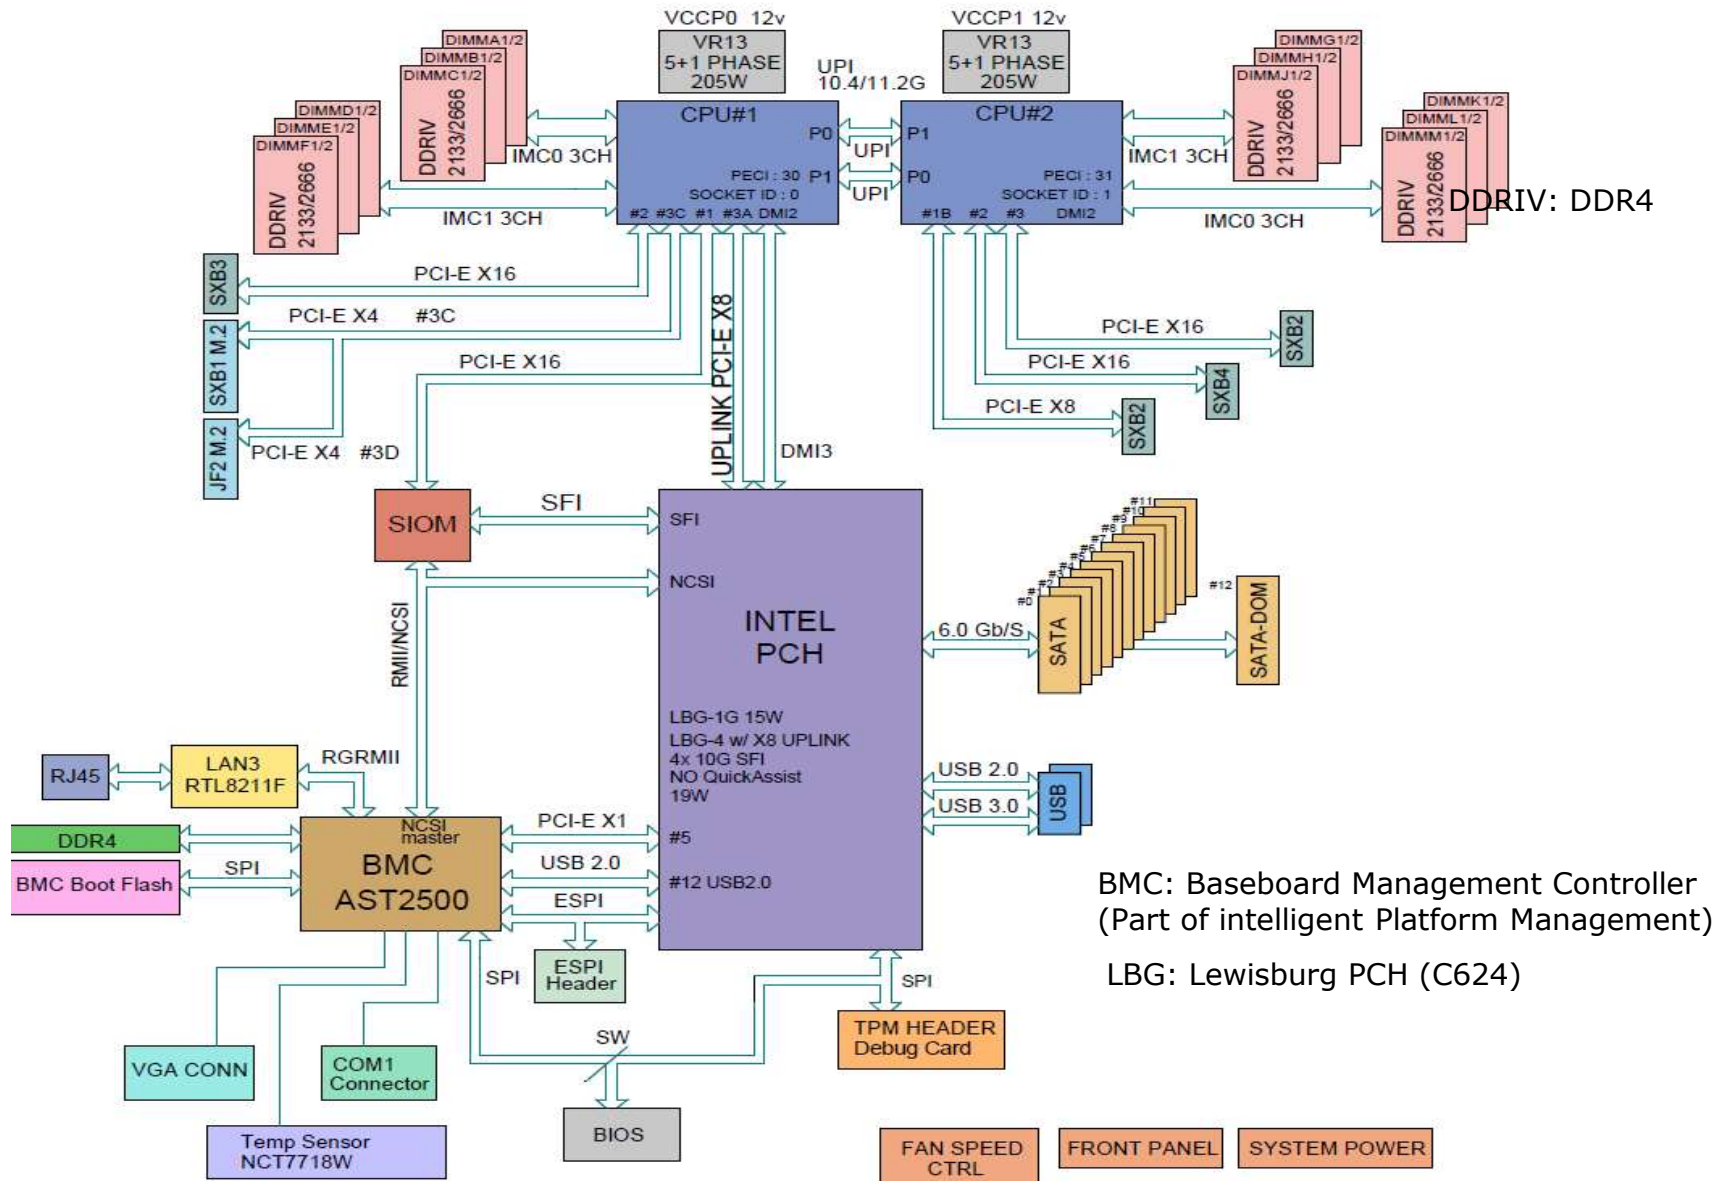 VCCP0 12v
VR13
5+1 PHASE
205W
VCCP1 12v
VR13
5+1 PHASE
205W
UPI
10.4/11.2G
DIMMA1/2
DIMMB1/2
DIMMC1/2
DDRIV
2133/2666
DIMMD1/2
DIMME1/2
DIMMF1/2
DDRIV
2133/2666
IMC0 3CH
IMC1 3CH
CPU#1
P0
PECI : 30
P1
SOCKET ID : 0
#2 #3C #1 #3A DMI2
UPI
UPI
CPU#2
P1
P0
PECI : 31
SOCKET ID : 1
#1B #2 #3 DMI2
IMC1 3CH
IMC0 3CH
DIMMG1/2
DIMMH1/2
DIMMJ1/2
DDRIV
2133/2666
DIMMK1/2
DIMML1/2
DIMMM1/2
DDRIV
2133/2666
DDRIV: DDR4
SXB3
PCI-E X16
SXB1 M.2
PCI-E X4 #3C
JF2 M.2
PCI-E X4 #3D
PCI-E X16
UPLINK PCI-E X8
DMI3
PCI-E X16
SXB2
PCI-E X16
SXB4
PCI-E X8
SXB2
SIOM
SFI
SFI
NCSI
RMII/NCSI
INTEL
PCH
LBG-1G 15W
LBG-4 w/ X8 UPLINK
4x 10G SFI
NO QuickAssist
19W
#5
#12 USB2.0
6.0 Gb/S
#11
#10
#9
#8
#7
#6
#5
#4
#3
#2
#0
SATA
#12
SATA-DOM
USB 2.0
USB 3.0
USB
RJ45
LAN3
RTL8211F
RGRMII
DDR4
BMC Boot Flash
SPI
NCSI
master
BMC
AST2500
PCI-E X1
USB 2.0
ESPI
ESPI
Header
SPI
SPI
SW
BIOS
TPM HEADER
Debug Card
VGA CONN
COM1
Connector
Temp Sensor
NCT7718W
BMC: Baseboard Management Controller
(Part of intelligent Platform Management)
LBG: Lewisburg PCH (C624)
FAN SPEED
CTRL
FRONT PANEL
SYSTEM POWER